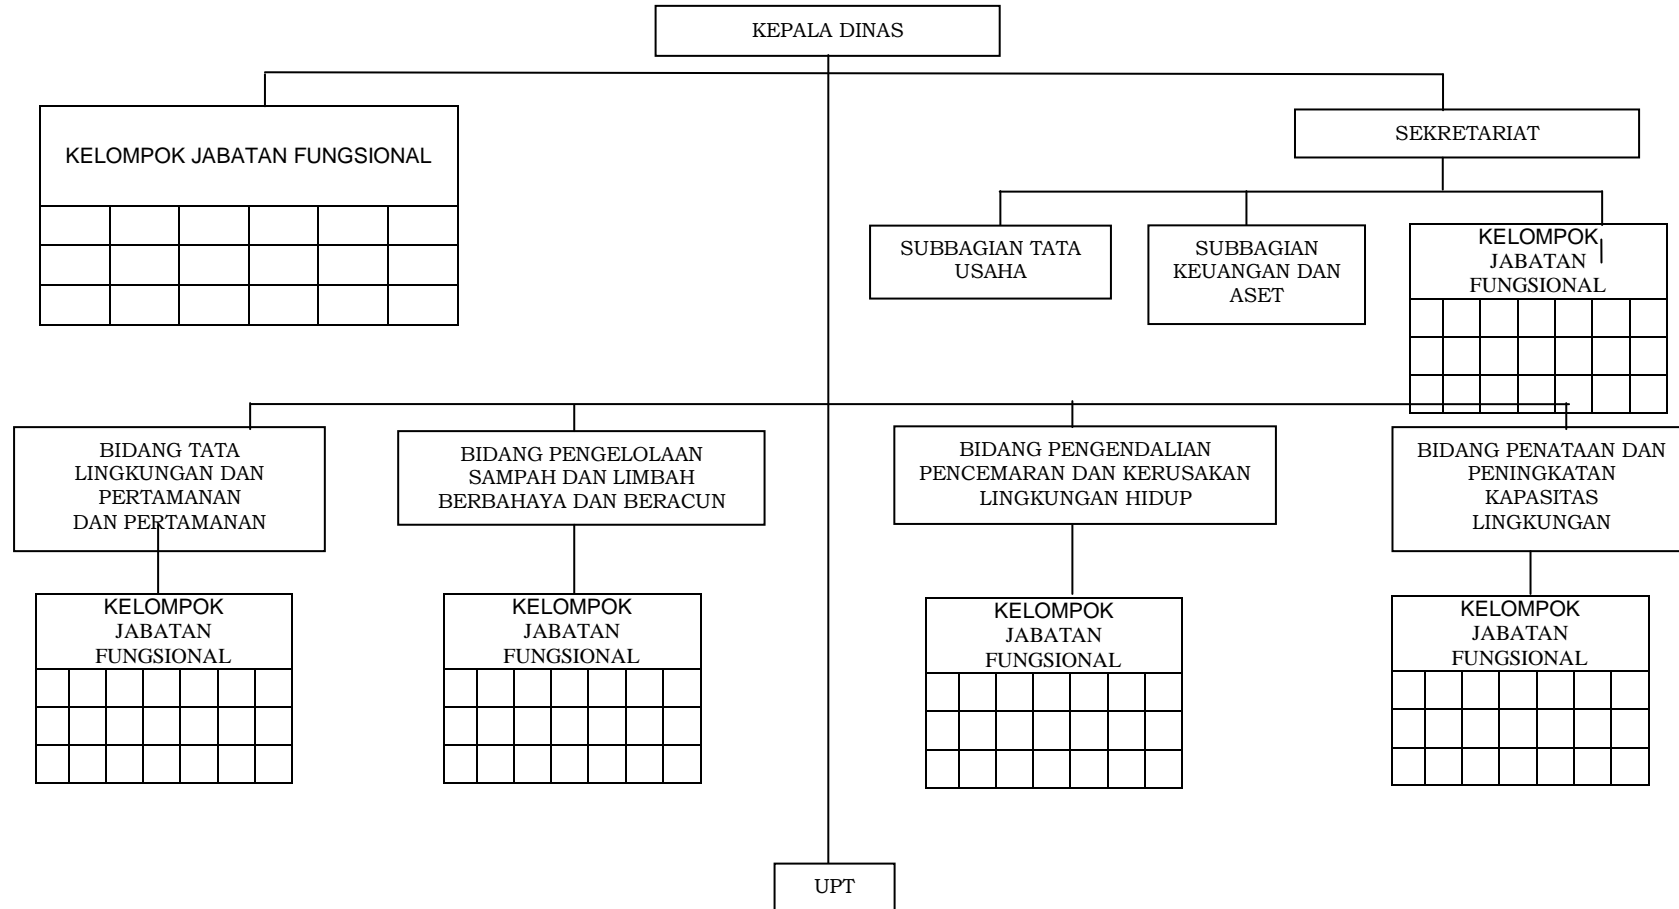 KEPALA DINAS
KELOMPOK JABATAN FUNGSIONAL
SEKRETARIAT
SUBBAGIAN TATA
USAHA
SUBBAGIAN
KEUANGAN DAN
ASET
KELOMPOK
JABATAN
FUNGSIONAL
BIDANG TATA
LINGKUNGAN DAN
PERTAMANAN
DAN PERTAMANAN
BIDANG PENGELOLAAN
SAMPAH DAN LIMBAH
BERBAHAYA DAN BERACUN
BIDANG PENGENDALIAN
PENCEMARAN DAN KERUSAKAN
LINGKUNGAN HIDUP
BIDANG PENATAAN DAN
PENINGKATAN
KAPASITAS
LINGKUNGAN
KELOMPOK
JABATAN
FUNGSIONAL
KELOMPOK
JABATAN
FUNGSIONAL
KELOMPOK
JABATAN
FUNGSIONAL
KELOMPOK
JABATAN
FUNGSIONAL
UPT